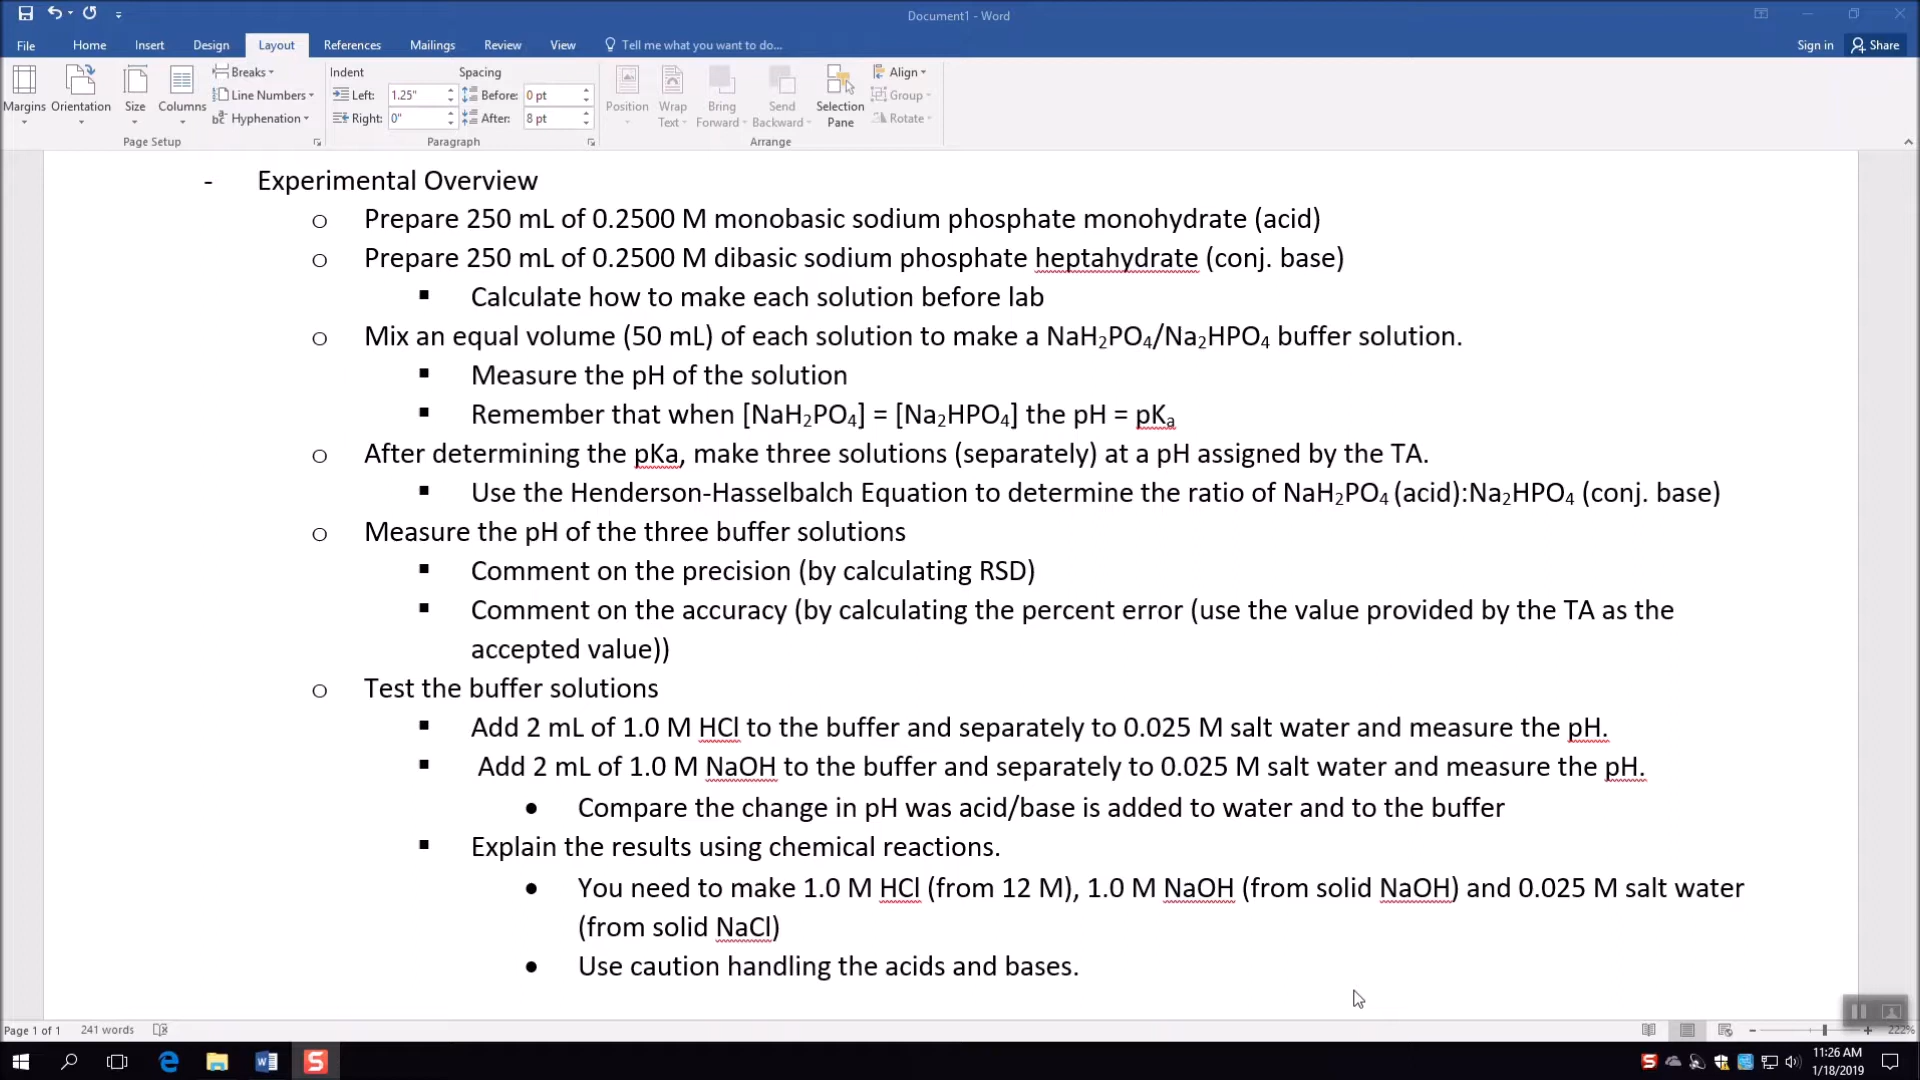 Document1 - Word
File Home Insert Design Layout References Mailings Review View Tell me what you want to do... Sign in Share
Margins Orientation Size Columns Breaks Line Numbers Hyphenation
Page Setup
Indent Spacing
Left: 1.25" Before: 0 pt
Right: 0" After: 8 pt
Paragraph
Position Wrap Text Bring Forward Send Backward Selection Pane Align Group Rotate
Arrange
- Experimental Overview
o Prepare 250 mL of 0.2500 M monobasic sodium phosphate monohydrate (acid)
o Prepare 250 mL of 0.2500 M dibasic sodium phosphate heptahydrate (conj. base)
▪ Calculate how to make each solution before lab
o Mix an equal volume (50 mL) of each solution to make a NaH₂PO₄/Na₂HPO₄ buffer solution.
▪ Measure the pH of the solution
▪ Remember that when [NaH₂PO₄] = [Na₂HPO₄] the pH = pKₐ
o After determining the pKa, make three solutions (separately) at a pH assigned by the TA.
▪ Use the Henderson-Hasselbalch Equation to determine the ratio of NaH₂PO₄ (acid):Na₂HPO₄ (conj. base)
o Measure the pH of the three buffer solutions
▪ Comment on the precision (by calculating RSD)
▪ Comment on the accuracy (by calculating the percent error (use the value provided by the TA as the
accepted value))
o Test the buffer solutions
▪ Add 2 mL of 1.0 M HCl to the buffer and separately to 0.025 M salt water and measure the pH.
▪ Add 2 mL of 1.0 M NaOH to the buffer and separately to 0.025 M salt water and measure the pH.
• Compare the change in pH was acid/base is added to water and to the buffer
▪ Explain the results using chemical reactions.
• You need to make 1.0 M HCl (from 12 M), 1.0 M NaOH (from solid NaOH) and 0.025 M salt water
(from solid NaCl)
• Use caution handling the acids and bases.
Page 1 of 1 241 words 222%
11:26 AM
1/18/2019